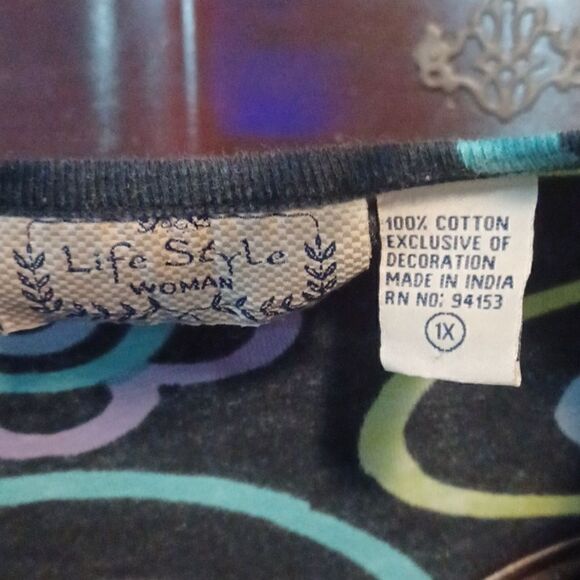 Life Style
WOMAN
100% COTTON
EXCLUSIVE OF
DECORATION
MADE IN INDIA
RN NO: 94153
1X